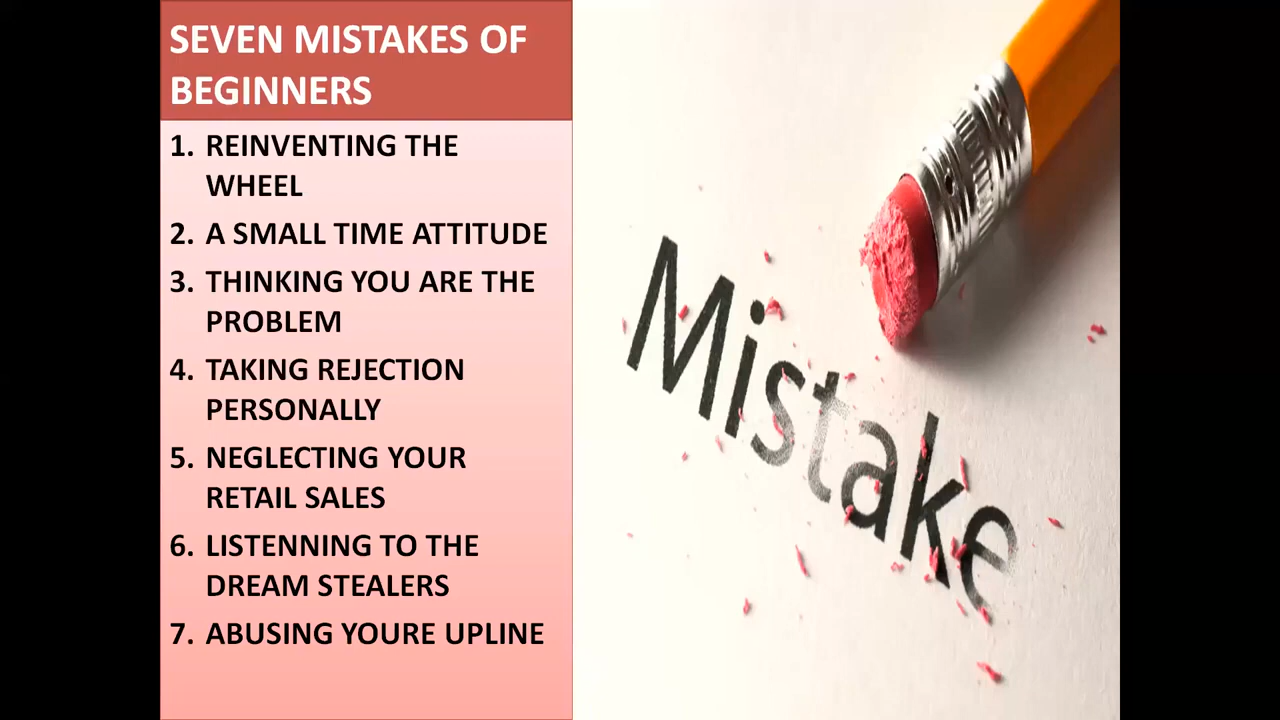 SEVEN MISTAKES OF
BEGINNERS
1. REINVENTING THE
WHEEL
2. A SMALL TIME ATTITUDE
3. THINKING YOU ARE THE
PROBLEM
4. TAKING REJECTION
PERSONALLY
5. NEGLECTING YOUR
RETAIL SALES
6. LISTENNING TO THE
DREAM STEALERS
7. ABUSING YOURE UPLINE
Mistake